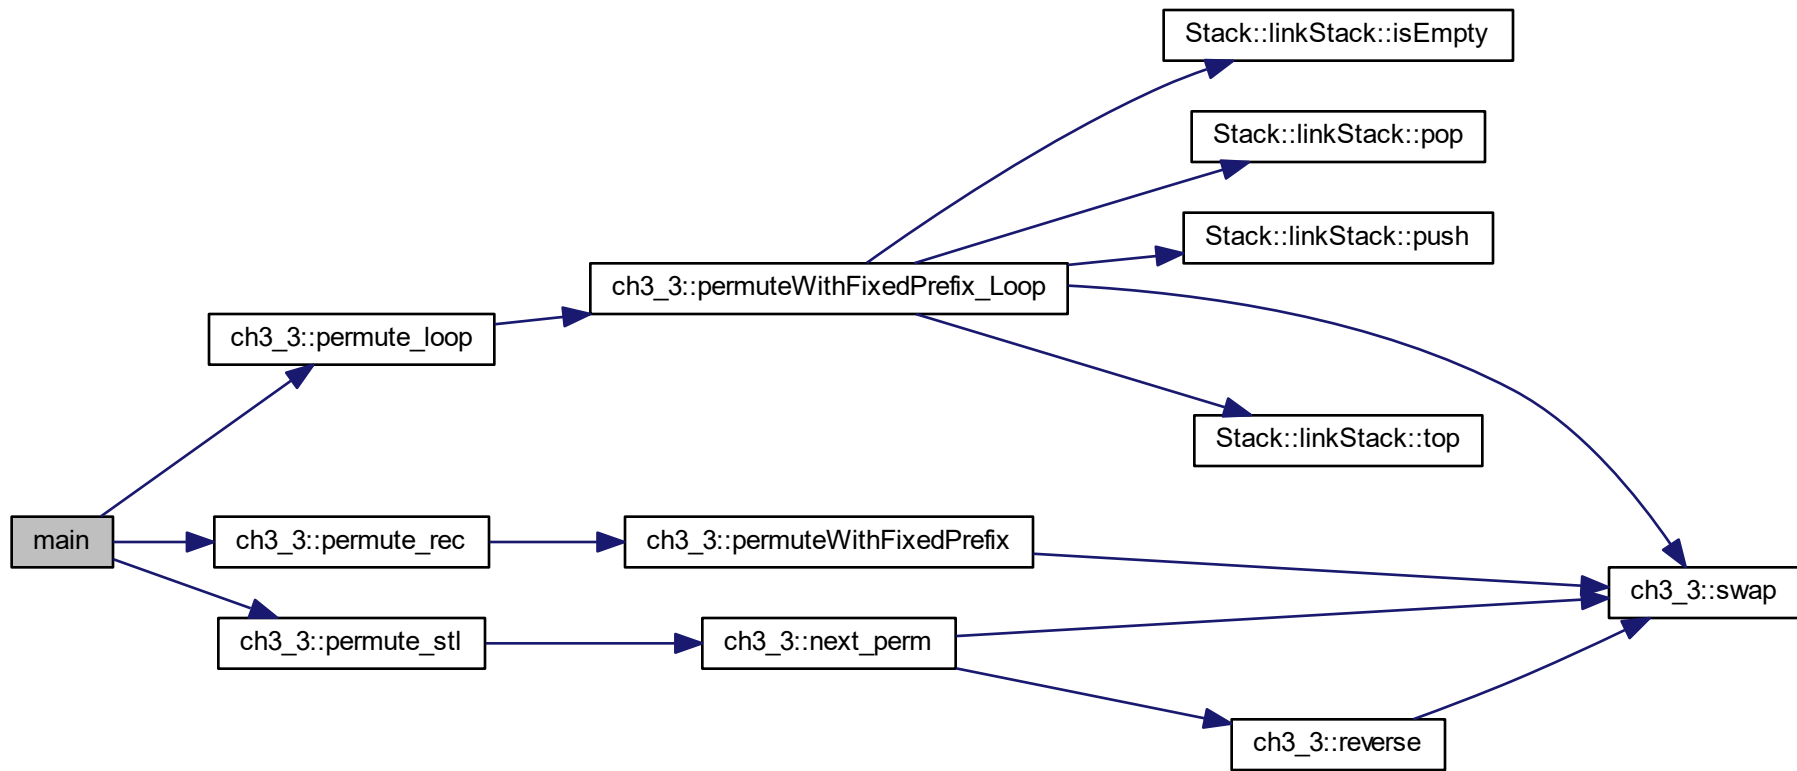 Stack::linkStack::isEmpty
Stack::linkStack::pop
Stack::linkStack::push
ch3_3::permuteWithFixedPrefix_Loop
ch3_3::permute_loop
Stack::linkStack::top
main
ch3_3::permute_rec
ch3_3::permuteWithFixedPrefix
ch3_3::swap
ch3_3::permute_stl
ch3_3::next_perm
ch3_3::reverse